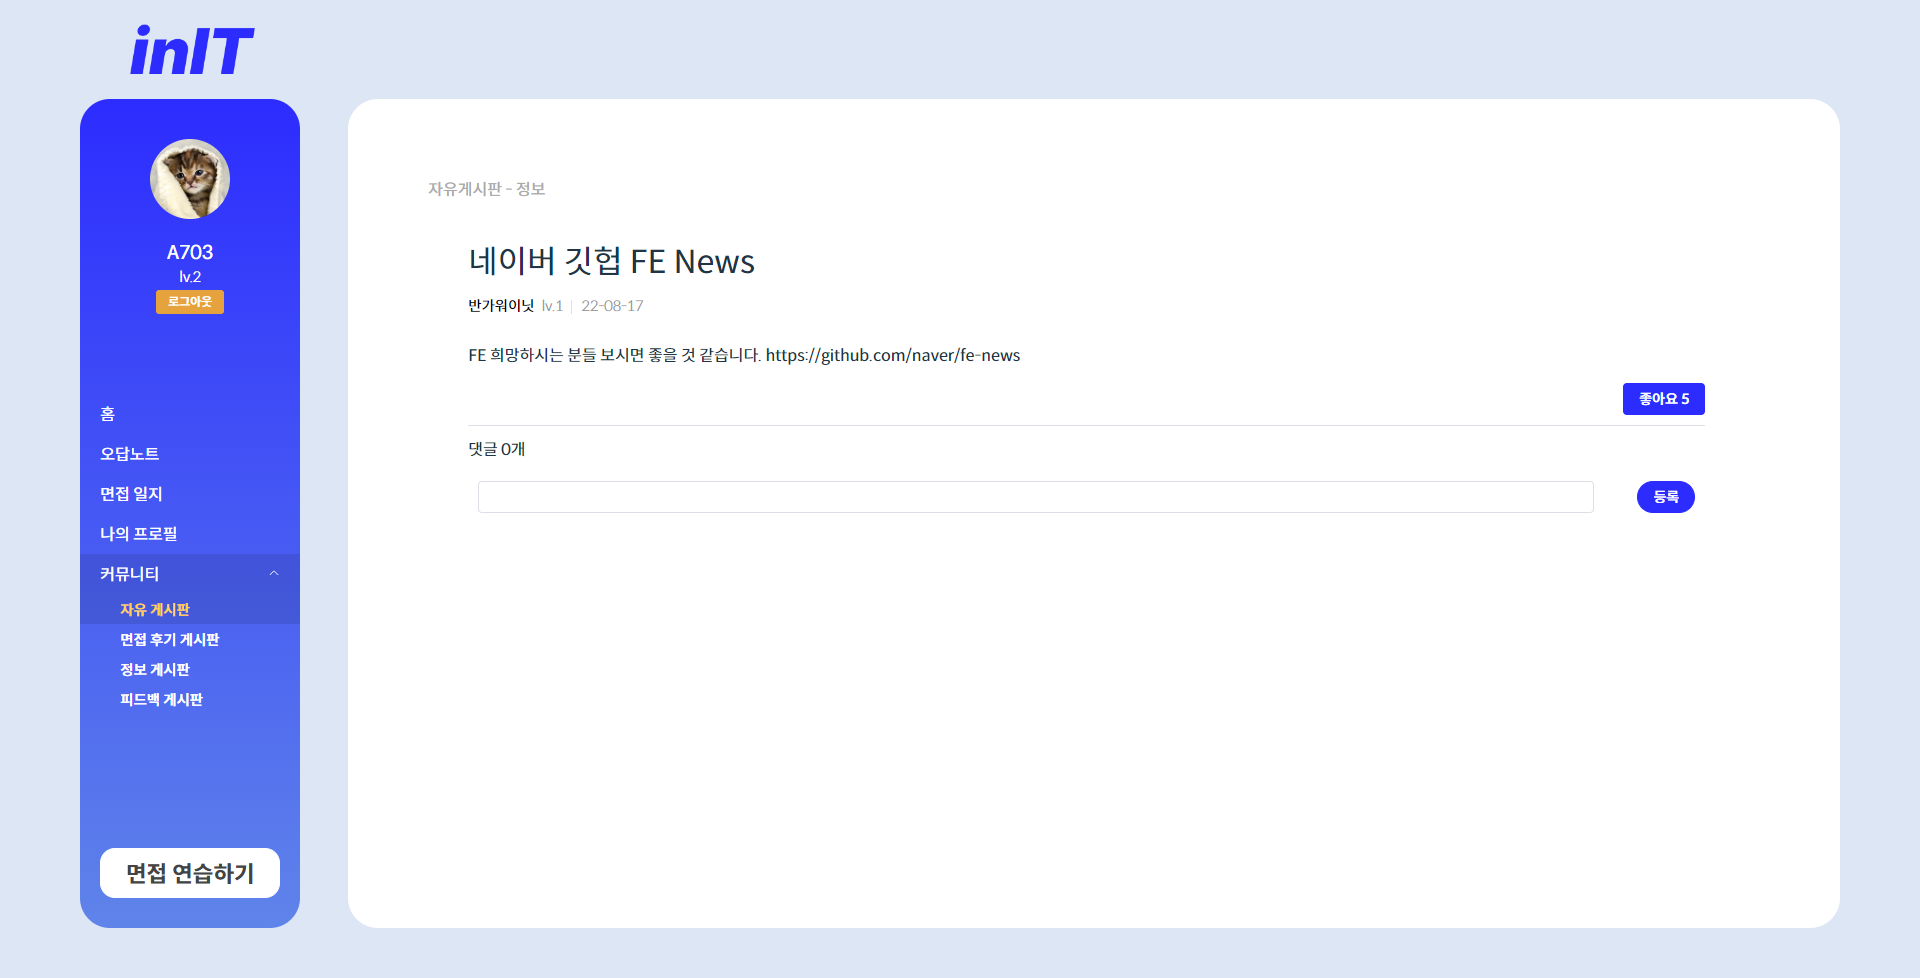 inIT
A703
lv.2
로그아웃
홈
오답노트
면접 일지
나의 프로필
커뮤니티
자유 게시판
면접 후기 게시판
정보 게시판
피드백 게시판
면접 연습하기
자유게시판 - 정보
네이버 깃헙 FE News
반가워이닛 lv.1 | 22-08-17
FE 희망하시는 분들 보시면 좋을 것 같습니다. https://github.com/naver/fe-news
좋아요 5
댓글 0개
등록